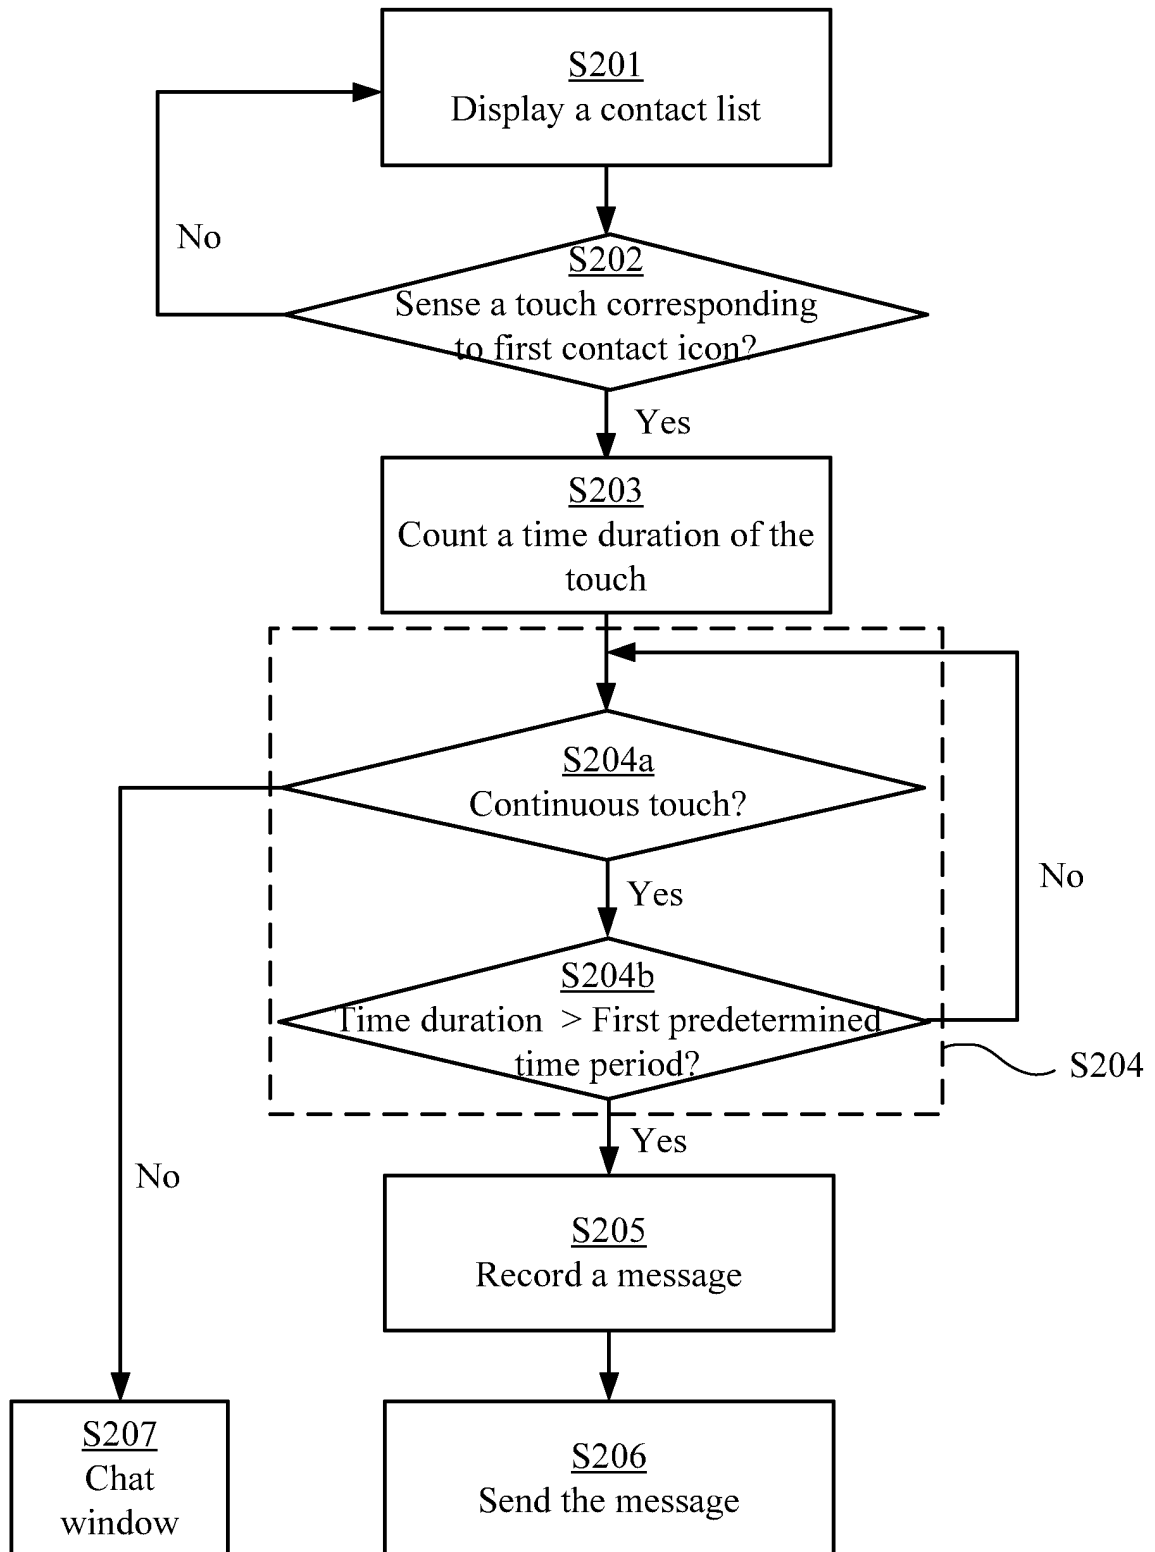 S201
Display a contact list
No
S202
Sense a touch corresponding
to first contact icon?
Yes
S203
Count a time duration of the
touch
S204a
Continuous touch?
Yes
No
S204b
Time duration > First predetermined
time period?
S204
Yes
No
S205
Record a message
S207
Chat
window
S206
Send the message